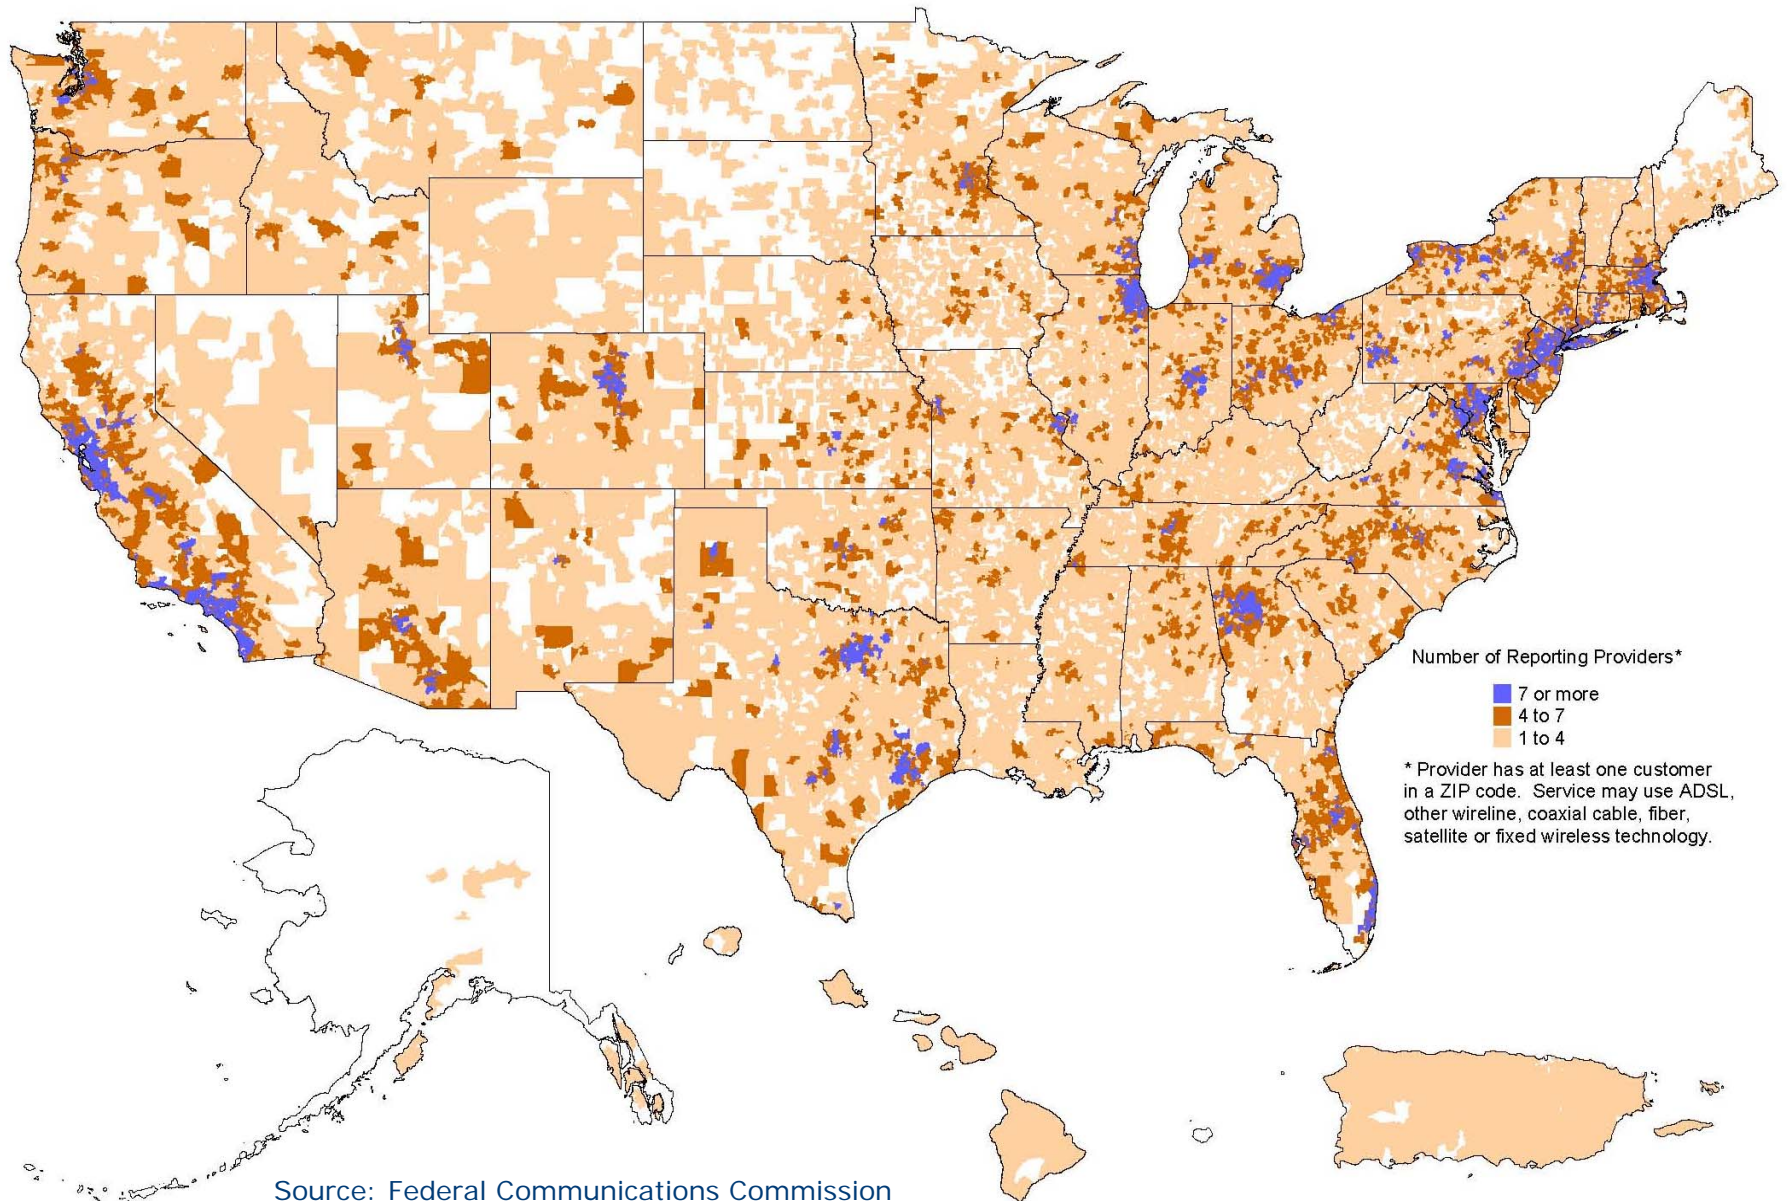 Number of Reporting Providers*
7 or more
4 to 7
1 to 4
* Provider has at least one customer
in a ZIP code.  Service may use ADSL,
other wireline, coaxial cable, fiber,
satellite or fixed wireless technology.
Source: Federal Communications Commission